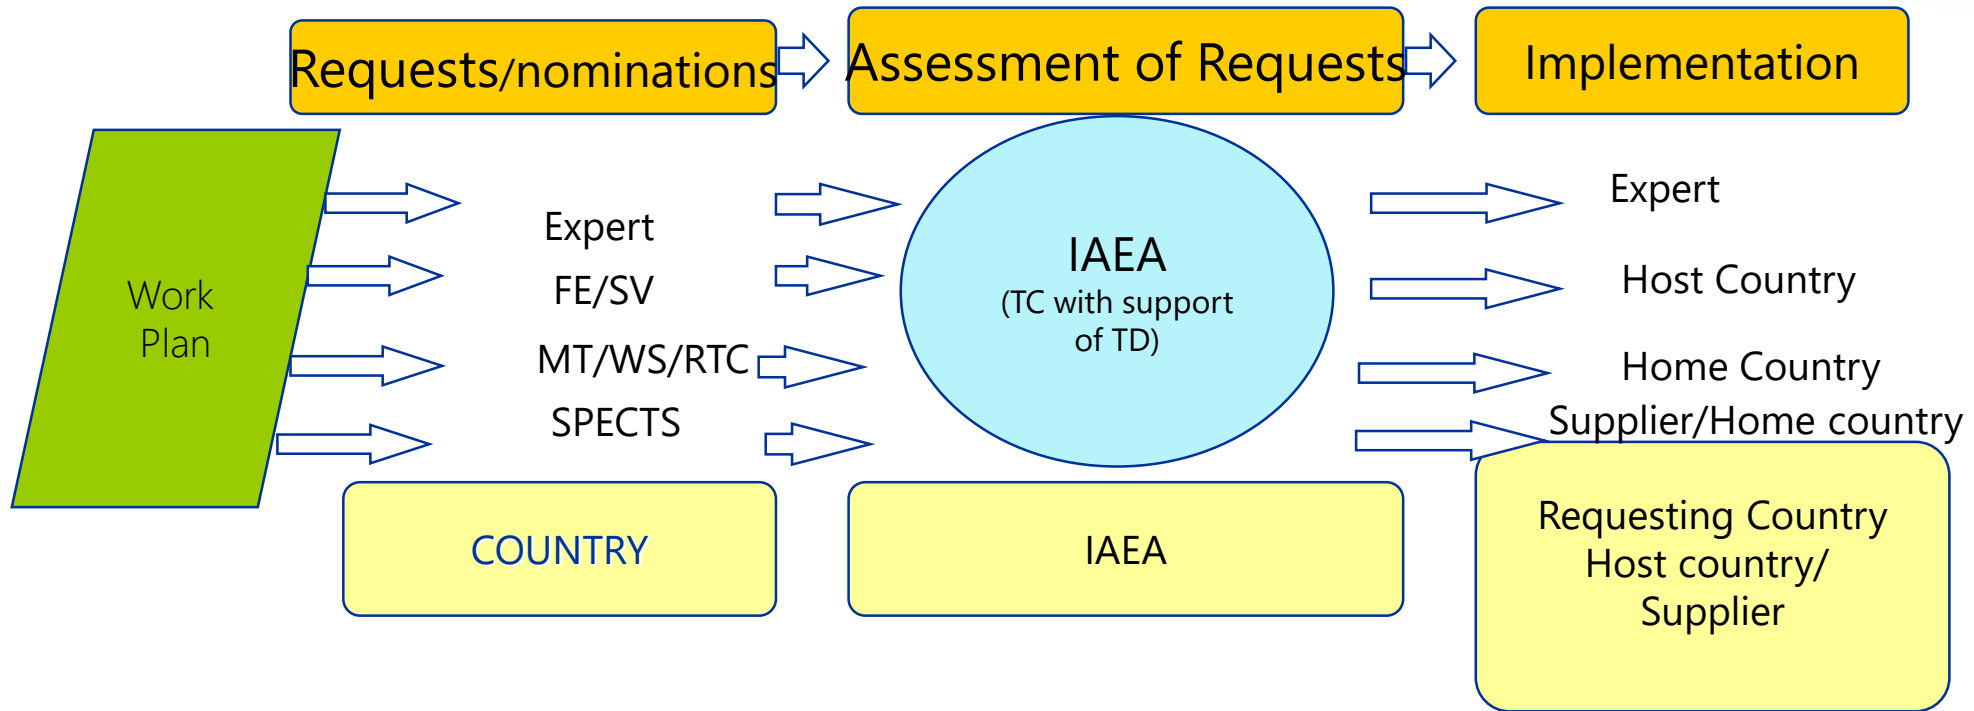 Requests/nominations
Assessment of Requests
Implementation
Work
Plan
Expert
FE/SV
MT/WS/RTC
SPECTS
IAEA
(TC with support
of TD)
Expert
Host Country
Home Country
Supplier/Home country
COUNTRY
IAEA
Requesting Country
Host country/
Supplier